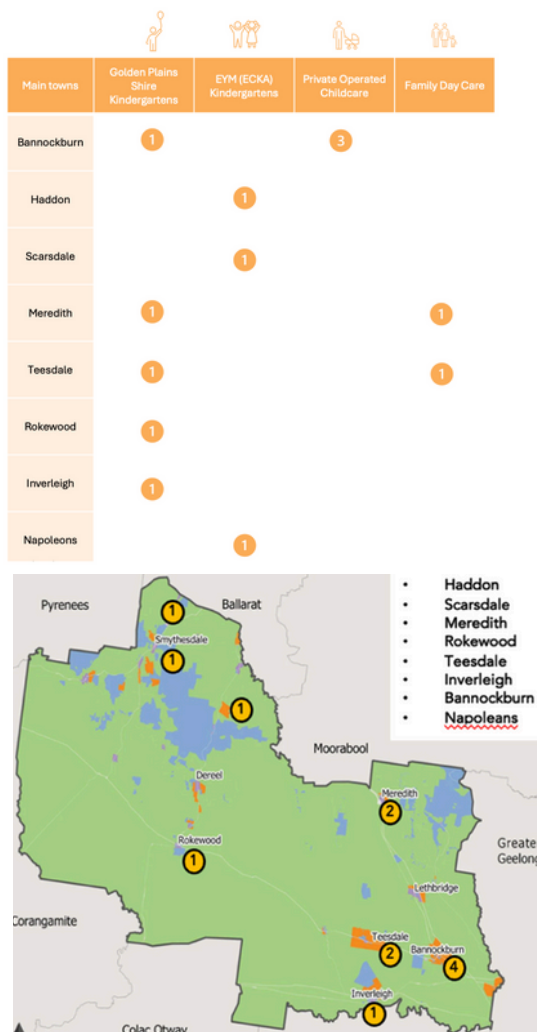 Main towns
Golden Plains
Shire
Kindergartens
EYM (ECKA)
Kindergartens
Private Operated
Childcare
Family Day Care
Bannockburn
1
3
Haddon
1
Scarsdale
1
Meredith
1
1
Teesdale
1
1
Rokewood
1
Inverleigh
1
Napoleons
1
• Haddon
• Scarsdale
• Meredith
• Rokewood
• Teesdale
• Inverleigh
• Bannockburn
• Napoleans
Pyrenees
1
Ballarat
Smythesdale
1
1
Moorabool
Dereel
Meredith
2
Rokewood
1
Greater
Geelong
Lethbridge
Corangamite
Teesdale
2
Bannockburn
4
Inverleigh
1
Colac Otway